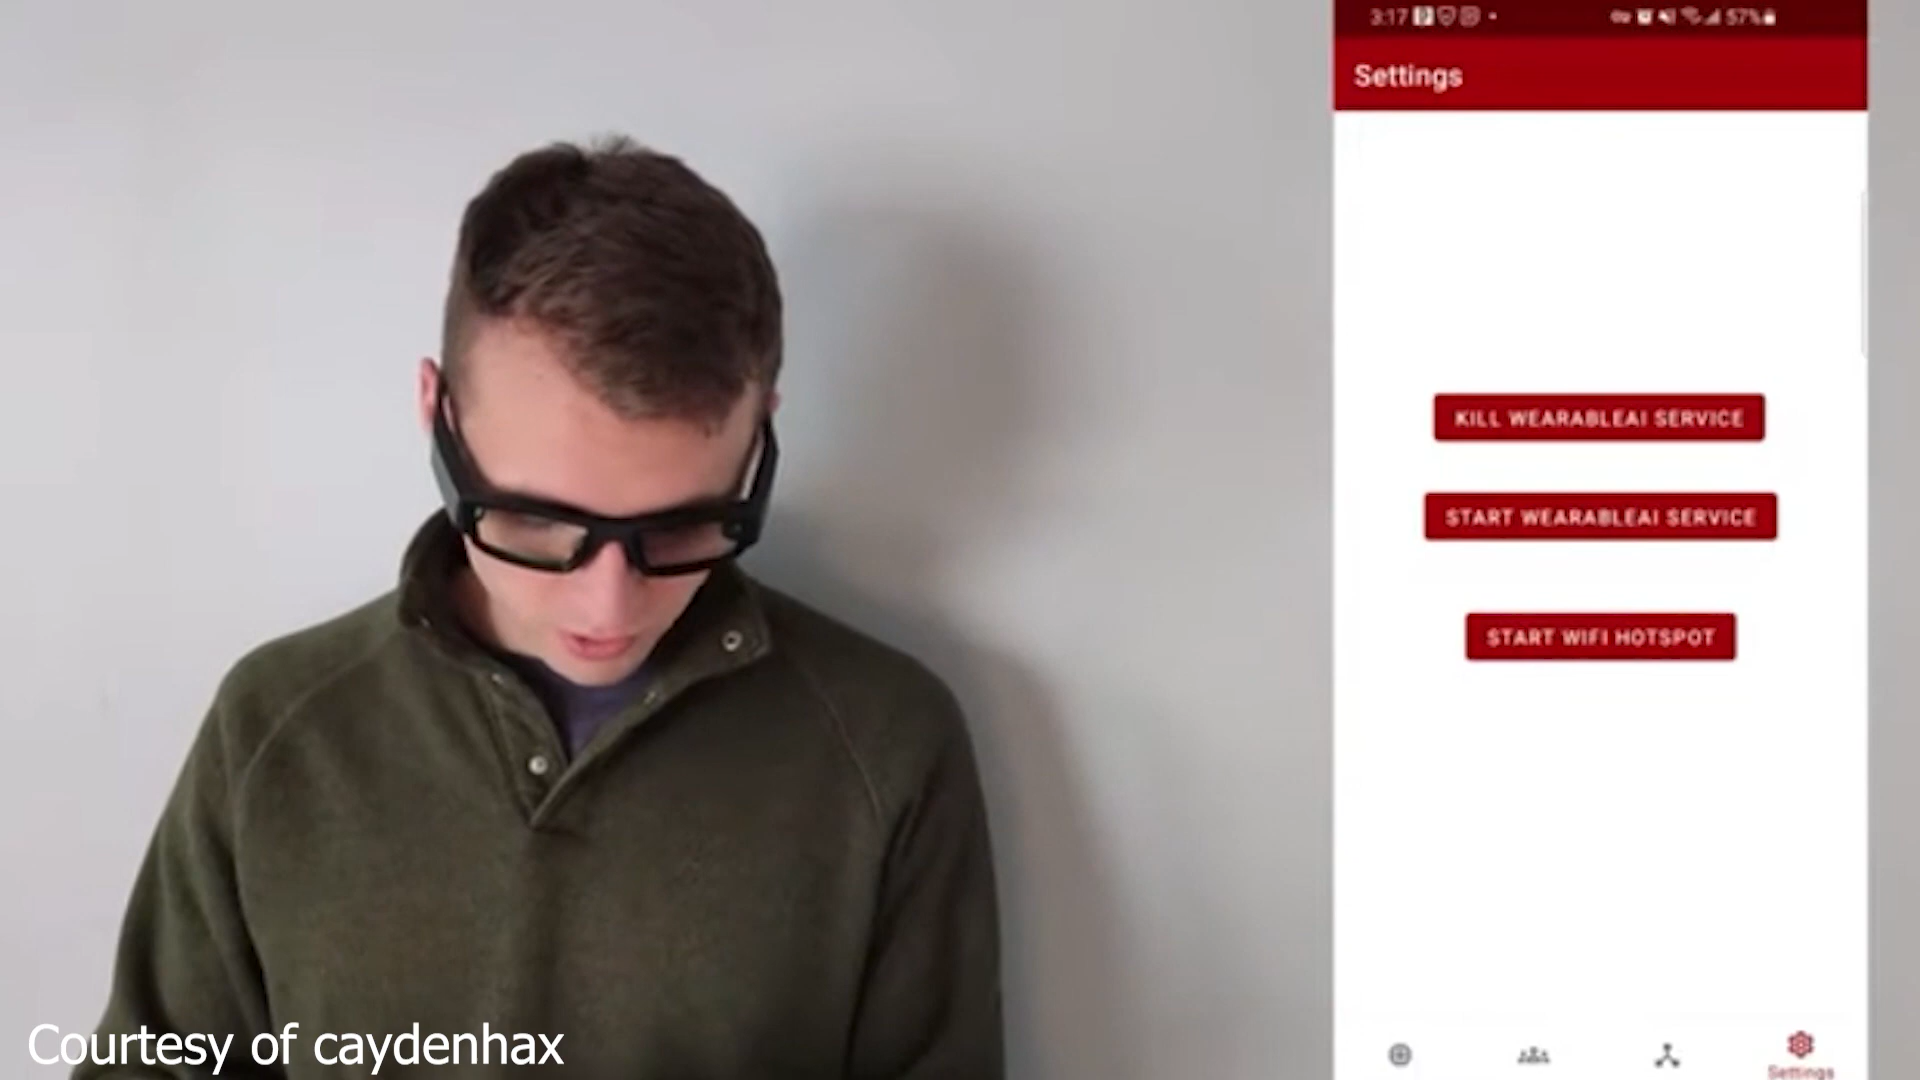 3:17
57%
Settings
KILL WEARABLEAI SERVICE
START WEARABLEAI SERVICE
START WIFI HOTSPOT
Settings
Courtesy of caydenhax